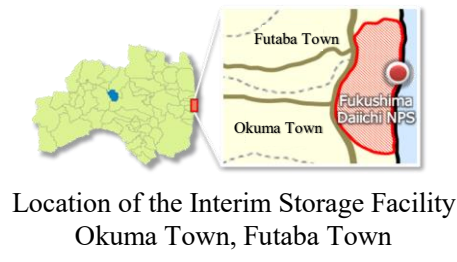 Futaba Town
Fukushima
Daiichi NPS
Okuma Town
Location of the Interim Storage Facility
Okuma Town, Futaba Town